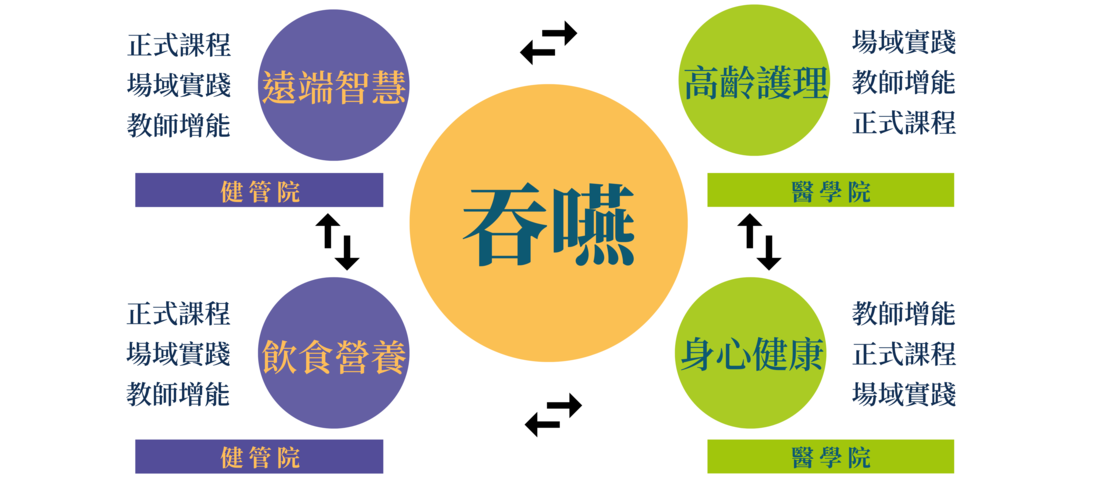 正式課程
場域實踐
教師增能
遠端智慧
健管院
高齡護理
場域實踐
教師增能
正式課程
醫學院
吞嚥
正式課程
場域實踐
教師增能
飲食營養
健管院
身心健康
教師增能
正式課程
場域實踐
醫學院